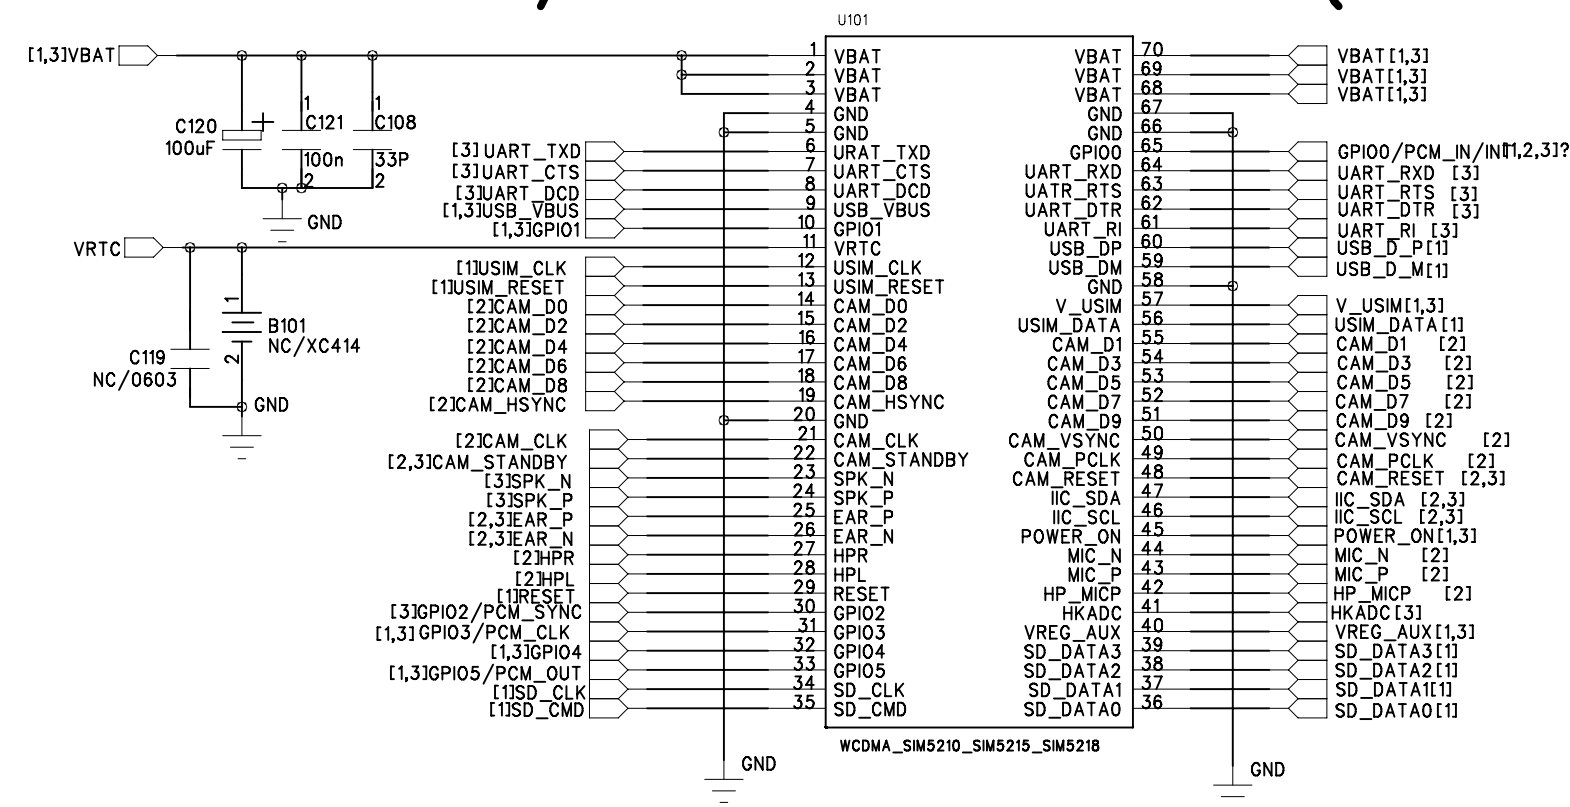 U101
[1,3]VBAT 1 VBAT VBAT 70 VBAT[1,3]
2 VBAT VBAT 69 VBAT[1,3]
3 VBAT VBAT 68 VBAT[1,3]
4 GND GND 67
5 GND GND 66
[3]UART_TXD 6 URAT_TXD GPIO0 65 GPIO0/PCM_IN/INT[1,2,3]?
[3]UART_CTS 7 UART_CTS UART_RXD 64 UART_RXD [3]
[3]UART_DCD 8 UART_DCD UATR_RTS 63 UART_RTS [3]
[1,3]USB_VBUS 9 USB_VBUS UART_DTR 62 UART_DTR [3]
[1,3]GPIO1 10 GPIO1 UART_RI 61 UART_RI [3]
VRTC 11 VRTC USB_DP 60 USB_D_P[1]
[1]USIM_CLK 12 USIM_CLK USB_DM 59 USB_D_M[1]
[1]USIM_RESET 13 USIM_RESET GND 58
[2]CAM_D0 14 CAM_D0 V_USIM 57 V_USIM[1,3]
[2]CAM_D2 15 CAM_D2 USIM_DATA 56 USIM_DATA[1]
[2]CAM_D4 16 CAM_D4 CAM_D1 55 CAM_D1 [2]
[2]CAM_D6 17 CAM_D6 CAM_D3 54 CAM_D3 [2]
[2]CAM_D8 18 CAM_D8 CAM_D5 53 CAM_D5 [2]
[2]CAM_HSYNC 19 CAM_HSYNC CAM_D7 52 CAM_D7 [2]
20 GND CAM_D9 51 CAM_D9 [2]
[2]CAM_CLK 21 CAM_CLK CAM_VSYNC 50 CAM_VSYNC [2]
[2,3]CAM_STANDBY 22 CAM_STANDBY CAM_PCLK 49 CAM_PCLK [2]
[3]SPK_N 23 SPK_N CAM_RESET 48 CAM_RESET [2,3]
[3]SPK_P 24 SPK_P IIC_SDA 47 IIC_SDA [2,3]
[2,3]EAR_P 25 EAR_P IIC_SCL 46 IIC_SCL [2,3]
[2,3]EAR_N 26 EAR_N POWER_ON 45 POWER_ON[1,3]
[2]HPR 27 HPR MIC_N 44 MIC_N [2]
[2]HPL 28 HPL MIC_P 43 MIC_P [2]
[1]RESET 29 RESET HP_MICP 42 HP_MICP [2]
[3]GPIO2/PCM_SYNC 30 GPIO2 HKADC 41 HKADC[3]
[1,3]GPIO3/PCM_CLK 31 GPIO3 VREG_AUX 40 VREG_AUX[1,3]
[1,3]GPIO4 32 GPIO4 SD_DATA3 39 SD_DATA3[1]
[1,3]GPIO5/PCM_OUT 33 GPIO5 SD_DATA2 38 SD_DATA2[1]
[1]SD_CLK 34 SD_CLK SD_DATA1 37 SD_DATA1[1]
[1]SD_CMD 35 SD_CMD SD_DATA0 36 SD_DATA0[1]
WCDMA_SIM5210_SIM5215_SIM5218
GND
GND
1 1
C120 + C121 C108
100uF 100n 33P
2 2
GND
1
B101
NC/XC414
C119 2
NC/0603
GND